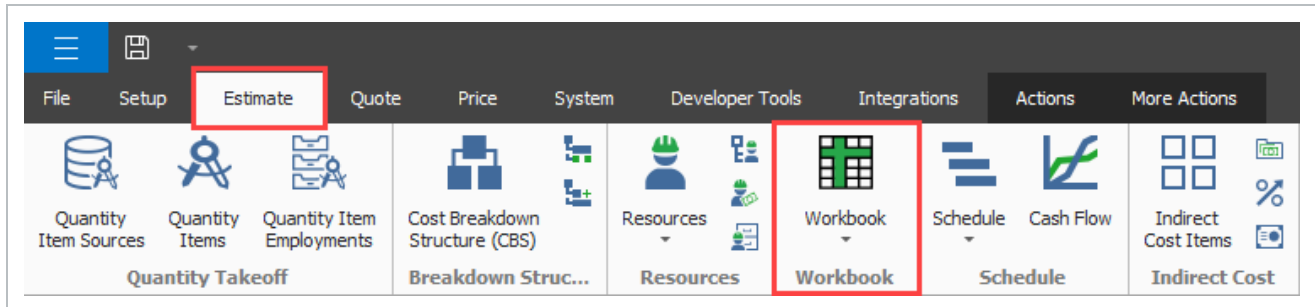 File Setup Estimate Quote Price System Developer Tools Integrations Actions More Actions
Quantity Item Sources
Quantity Items
Quantity Item Employments
Cost Breakdown Structure (CBS)
Resources
Workbook
Schedule
Cash Flow
Indirect Cost Items
Quantity Takeoff
Breakdown Struc...
Resources
Workbook
Schedule
Indirect Cost